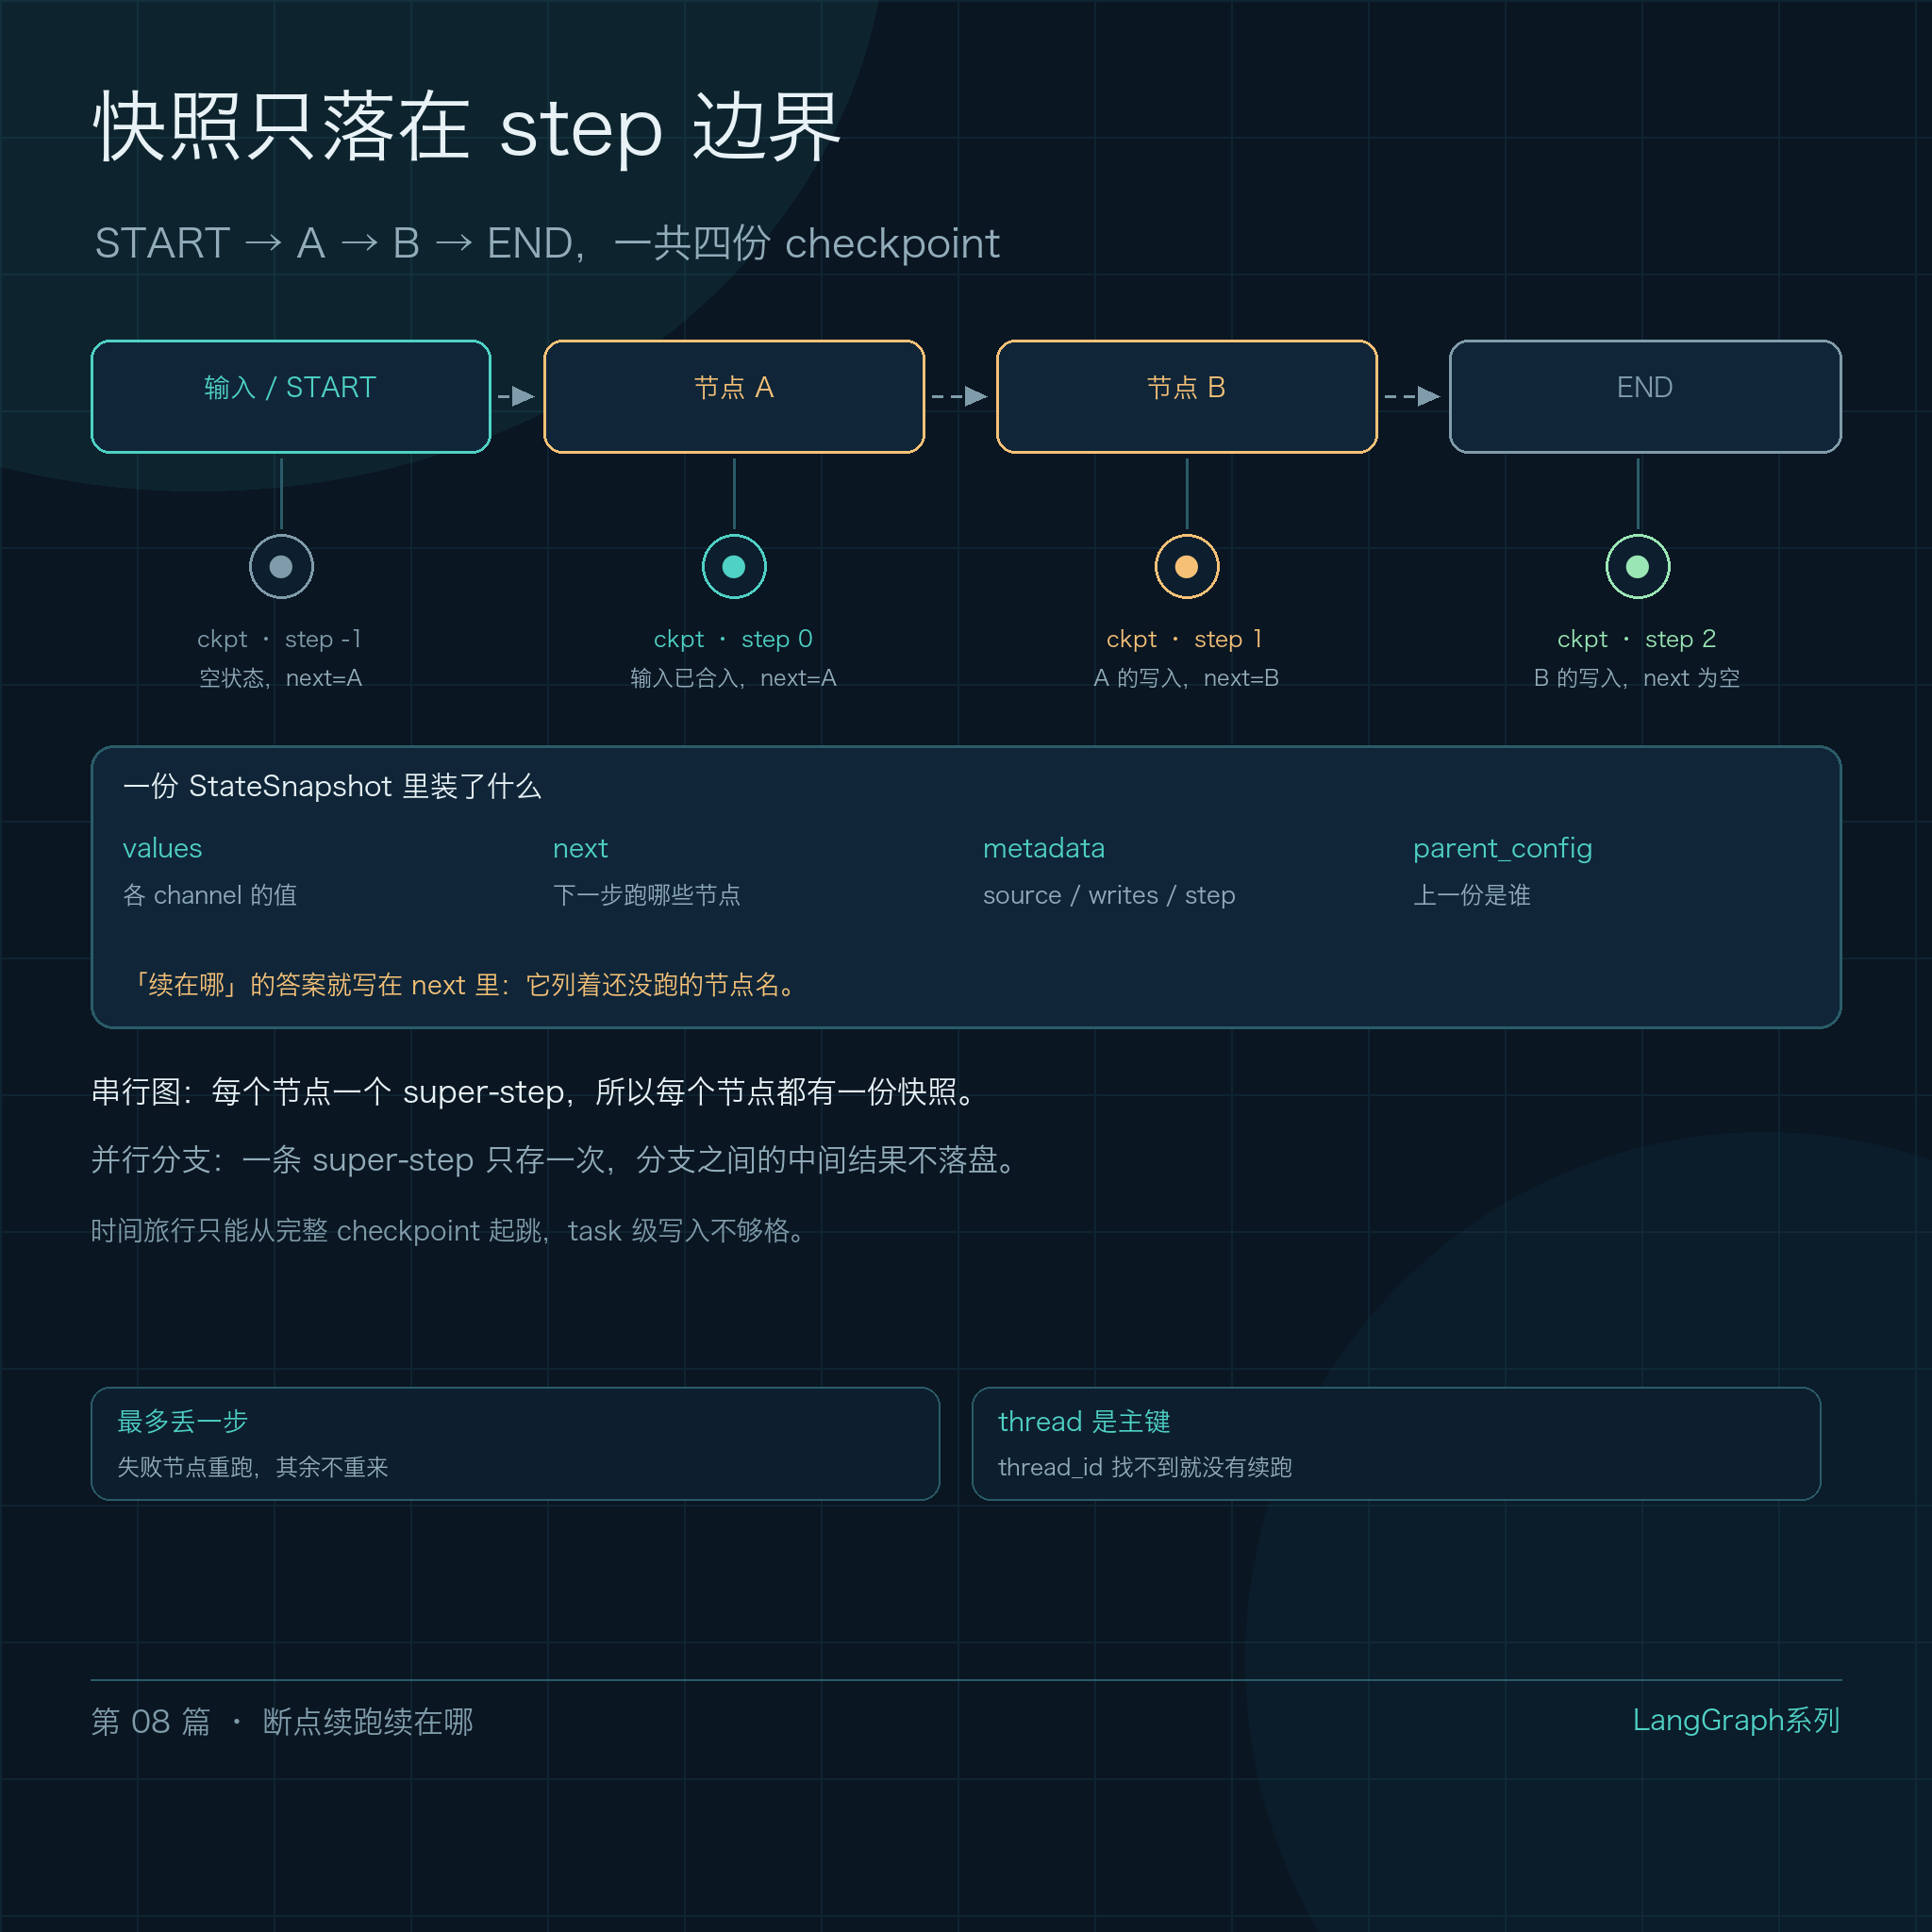 快照只落在 step 边界
START → A → B → END，一共四份 checkpoint
输入 / START
节点 A
节点 B
END
ckpt · step -1
空状态，next=A
ckpt · step 0
输入已合入，next=A
ckpt · step 1
A 的写入，next=B
ckpt · step 2
B 的写入，next 为空
一份 StateSnapshot 里装了什么
values
各 channel 的值
next
下一步跑哪些节点
metadata
source / writes / step
parent_config
上一份是谁
「续在哪」的答案就写在 next 里：它列着还没跑的节点名。
串行图：每个节点一个 super-step，所以每个节点都有一份快照。
并行分支：一条 super-step 只存一次，分支之间的中间结果不落盘。
时间旅行只能从完整 checkpoint 起跳，task 级写入不够格。
最多丢一步
失败节点重跑，其余不重来
thread 是主键
thread_id 找不到就没有续跑
第 08 篇 · 断点续跑续在哪
LangGraph系列